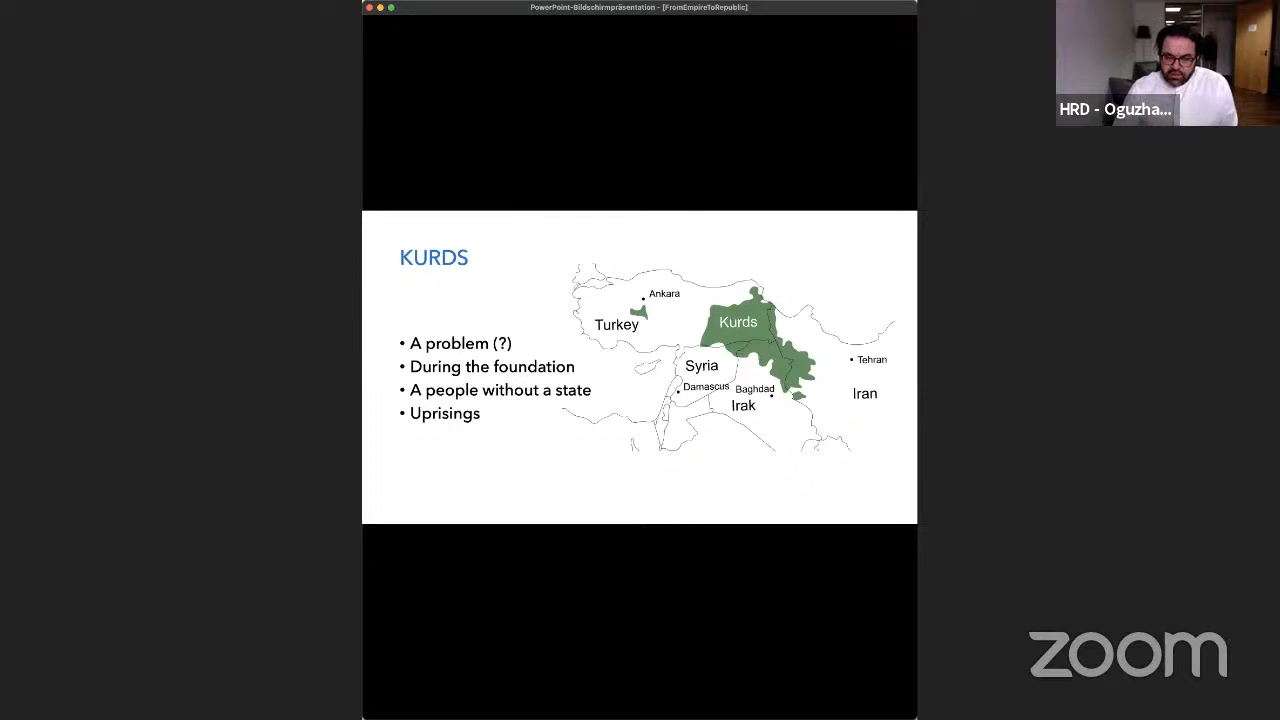 PowerPoint-Bildschirmpräsentation - [FromEmpireToRepublic]
HRD - Oguzha...
KURDS
• A problem (?)
• During the foundation
• A people without a state
• Uprisings
Ankara
Turkey
Kurds
Syria
Damascus
Baghdad
Irak
Tehran
Iran
zoom